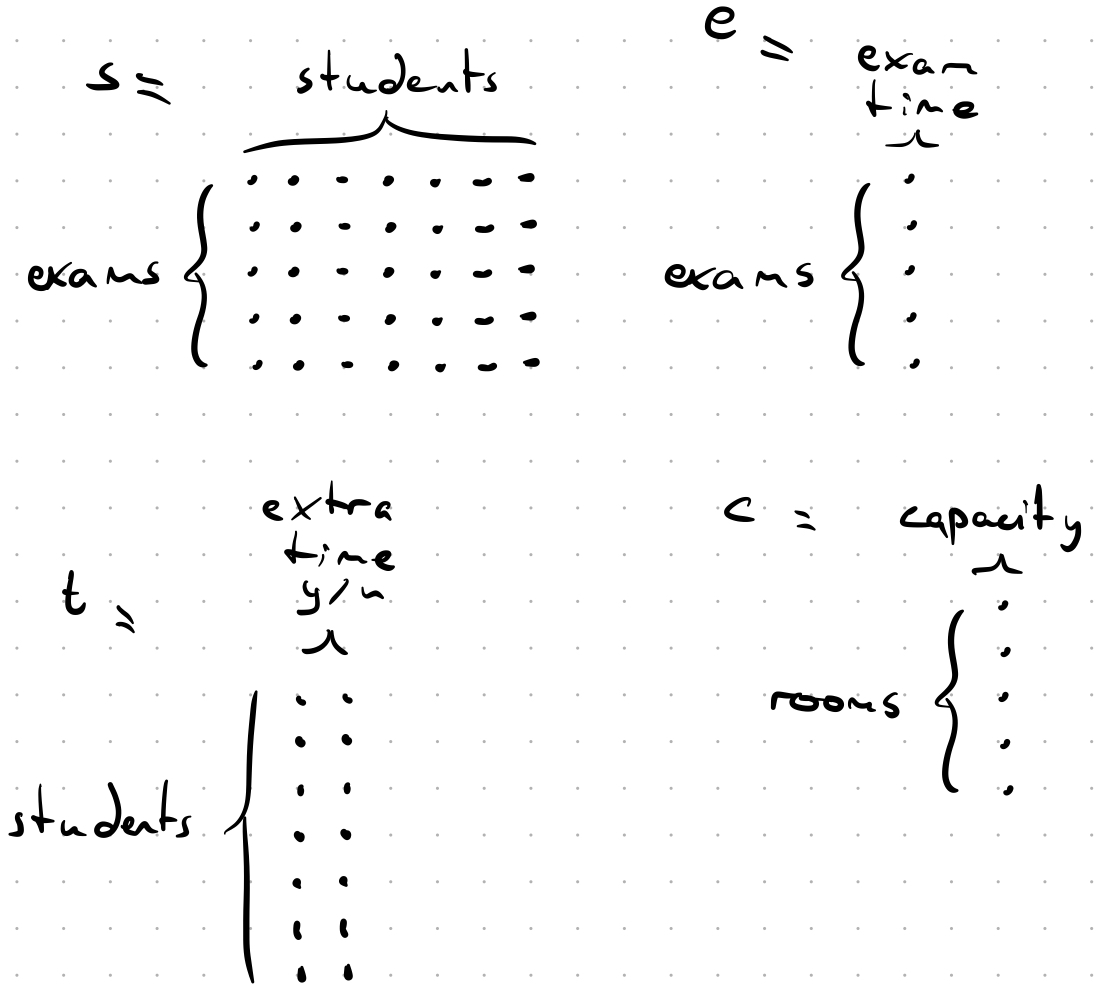 s = students
exams
e = exam
time
exams
t = extra
time
y/n
students
c = capacity
rooms